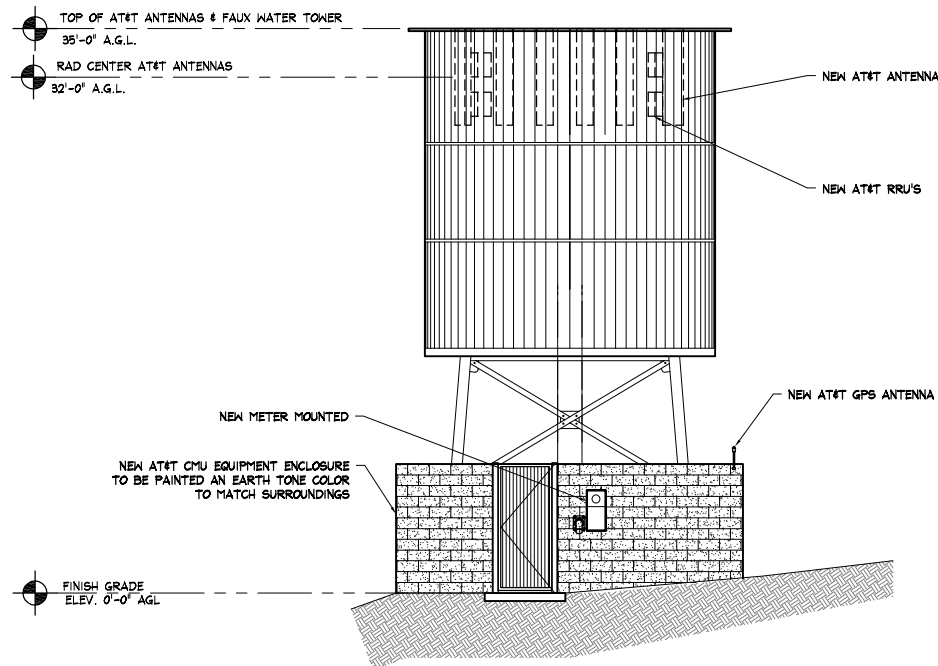 TOP OF AT&T ANTENNAS & FAUX WATER TOWER
35'-0" A.G.L.
RAD CENTER AT&T ANTENNAS
32'-0" A.G.L.
NEW AT&T ANTENNA
NEW AT&T RRU'S
NEW AT&T GPS ANTENNA
NEW METER MOUNTED
NEW AT&T CMU EQUIPMENT ENCLOSURE
TO BE PAINTED AN EARTH TONE COLOR
TO MATCH SURROUNDINGS
FINISH GRADE
ELEV. 0'-0" AGL